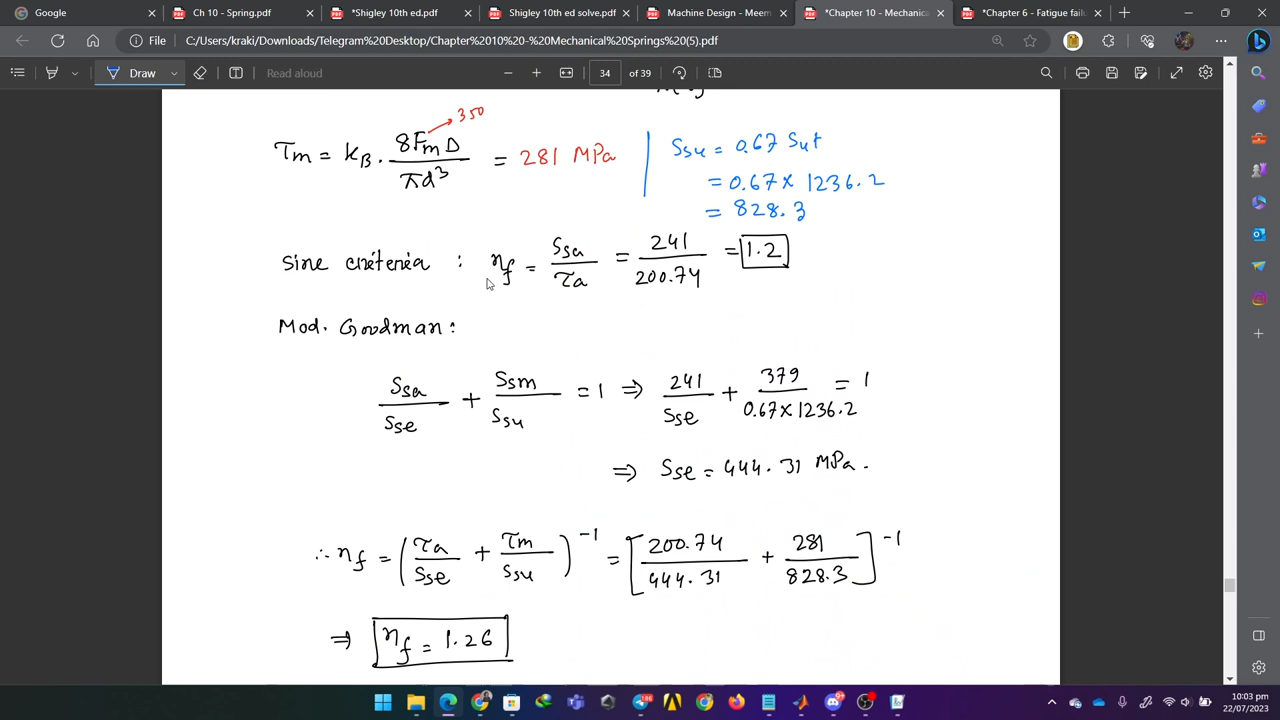 Google
Ch 10 - Spring.pdf
*Shigley 10th ed.pdf
Shigley 10th ed solve.pdf
Machine Design - Meem
*Chapter 10 - Mechanica
*Chapter 6 - Fatigue fail
File
C:/Users/kraki/Downloads/Telegram%20Desktop/Chapter%2010%20-%20Mechanical%20Springs%20(5).pdf
Draw
Read aloud
34 of 39
τm = kB · 8FmD / πd³ = 281 MPa
350
Ssu = 0.67 Sut
= 0.67 × 1236.2
= 828.3
Sine criteria : nf = Ssa / τa = 241 / 200.74 = 1.2
Mod. Goodman :
Ssa / Sse + Ssm / Ssu = 1 ⇒ 241 / Sse + 379 / 0.67×1236.2 = 1
⇒ Sse = 444.31 MPa.
∴ nf = (τa / Sse + τm / Ssu)⁻¹ = [200.74 / 444.31 + 281 / 828.3]⁻¹
⇒ nf = 1.26
10:03 pm
22/07/2023